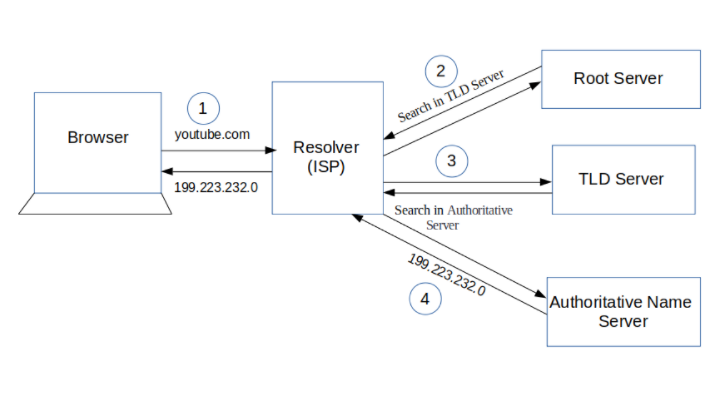 1
youtube.com
Browser
199.223.232.0
Resolver
(ISP)
2
Search in TLD Server
Root Server
3
TLD Server
Search in Authoritative
Server
199.223.232.0
4
Authoritative Name
Server